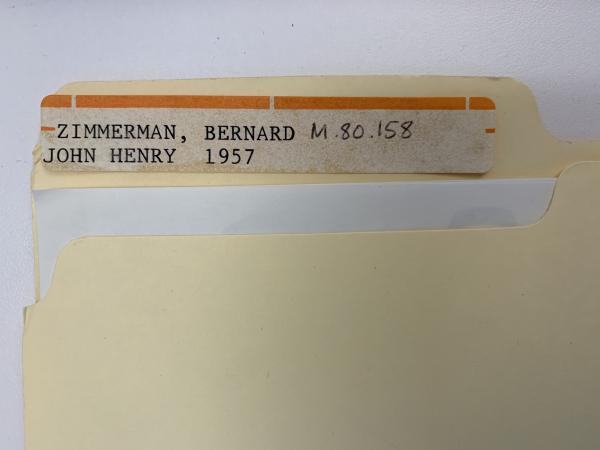 ZIMMERMAN, BERNARD M.80.158
JOHN HENRY 1957